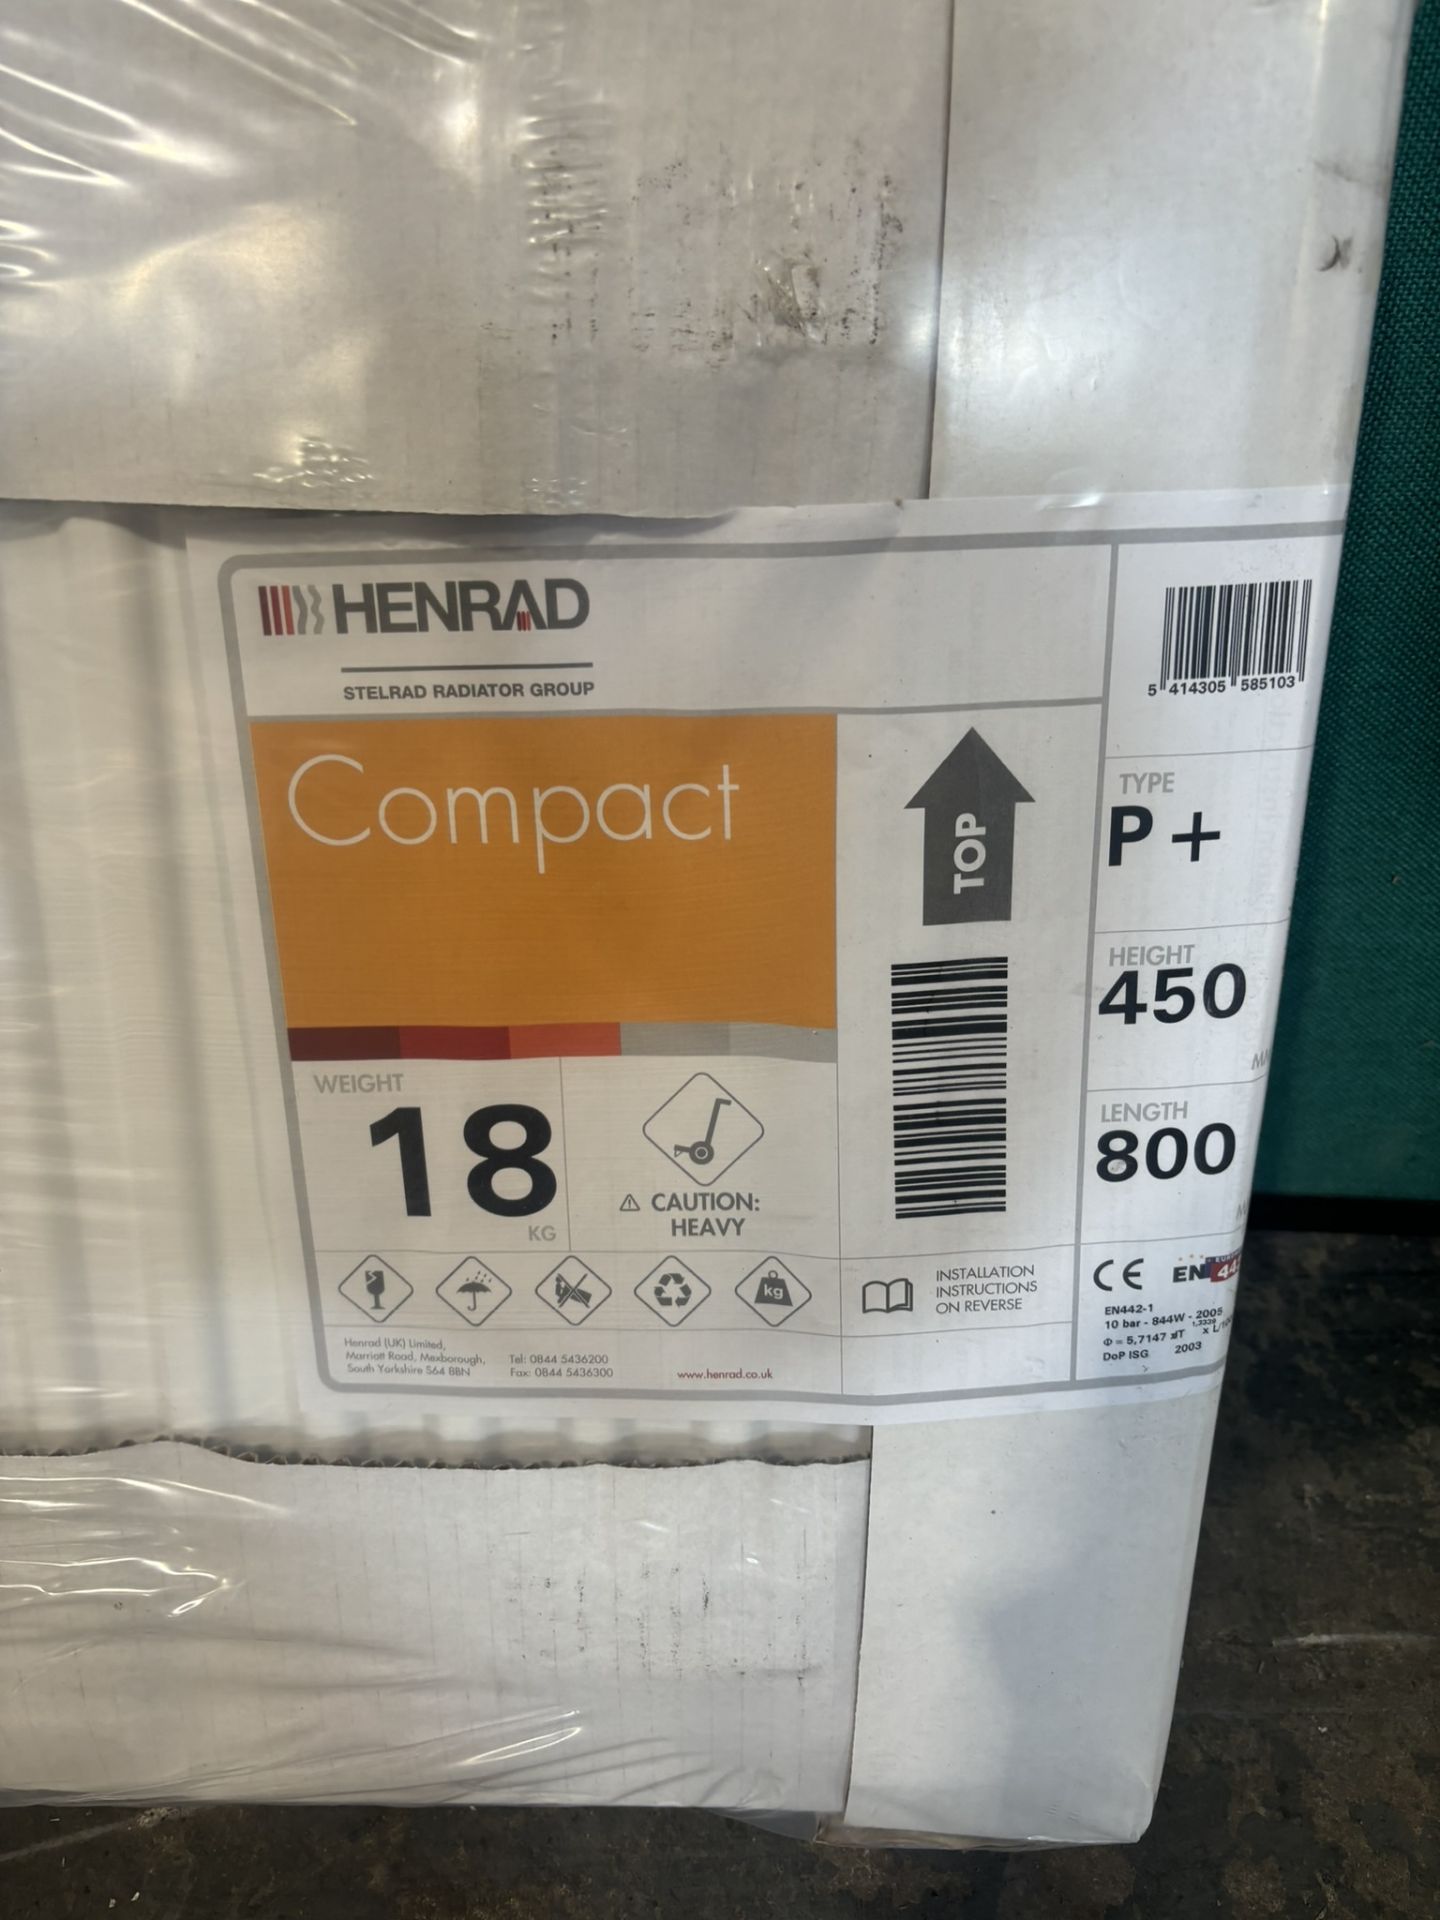 HENRAD
STELRAD RADIATOR GROUP
5 414305 585103
Compact
TOP
TYPE
P +
HEIGHT
450
LENGTH
800
WEIGHT
18
KG
⚠ CAUTION:
HEAVY
kg
INSTALLATION
INSTRUCTIONS
ON REVERSE
CE EN
EN442-1
10 bar - 844W - 2005
DoP ISG 2003
Henrad (UK) Limited,
Marriott Road, Mexborough,
South Yorkshire S64 8BN
Tel: 0844 5436200
Fax: 0844 5436300
www.henrad.co.uk